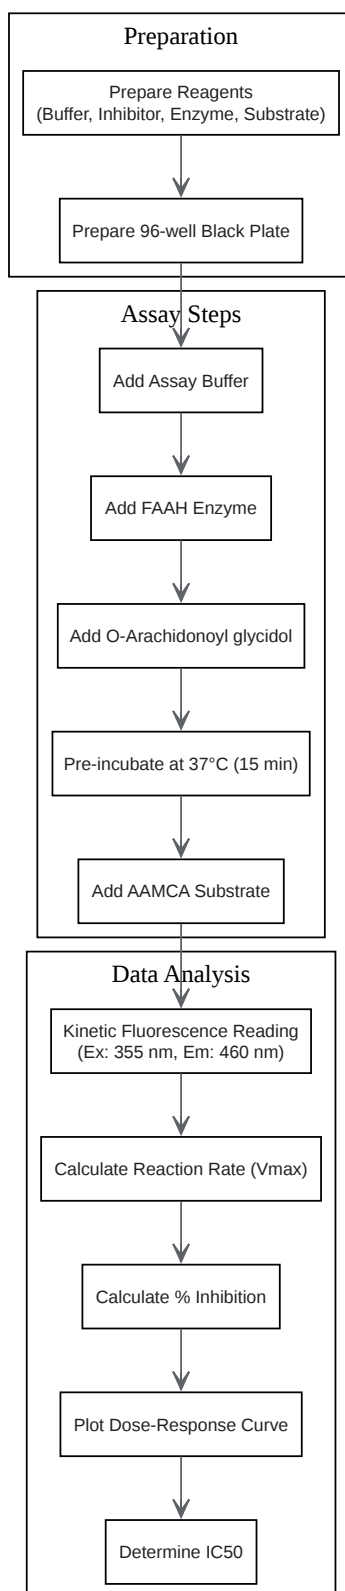 Preparation
Prepare Reagents
(Buffer, Inhibitor, Enzyme, Substrate)
Prepare 96-well Black Plate
Assay Steps
Add Assay Buffer
Add FAAH Enzyme
Add O-Arachidonoyl glycidol
Pre-incubate at 37°C (15 min)
Add AAMCA Substrate
Data Analysis
Kinetic Fluorescence Reading
(Ex: 355 nm, Em: 460 nm)
Calculate Reaction Rate (Vmax)
Calculate % Inhibition
Plot Dose-Response Curve
Determine IC50